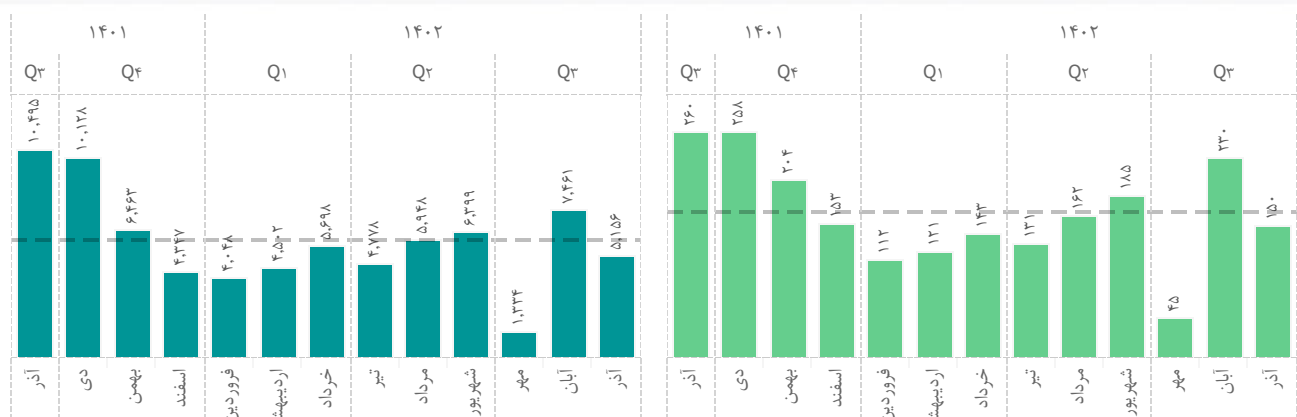 ۱۴۰۱
۱۴۰۲
Q۳
Q۴
Q۱
Q۲
Q۳
۱۰,۴۹۵
۱۰,۱۲۸
۶,۴۶۳
۴,۳۴۷
۴,۰۴۸
۴,۵۰۲
۵,۶۹۸
۴,۷۷۸
۵,۹۴۸
۶,۳۹۹
۱,۳۳۴
۷,۴۶۱
۵,۱۵۶
آذر
دی
بهمن
اسفند
فروردین
اردیبهش
خرداد
تیر
مرداد
شهریور
مهر
آبان
آذر
۱۴۰۱
۱۴۰۲
Q۳
Q۴
Q۱
Q۲
Q۳
۲۶۰
۲۵۸
۲۰۴
۱۵۳
۱۱۲
۱۲۱
۱۴۳
۱۳۱
۱۶۲
۱۸۵
۴۵
۲۳۰
۱۵۰
آذر
دی
بهمن
اسفند
فروردین
اردیبهش
خرداد
تیر
مرداد
شهریور
مهر
آبان
آذر